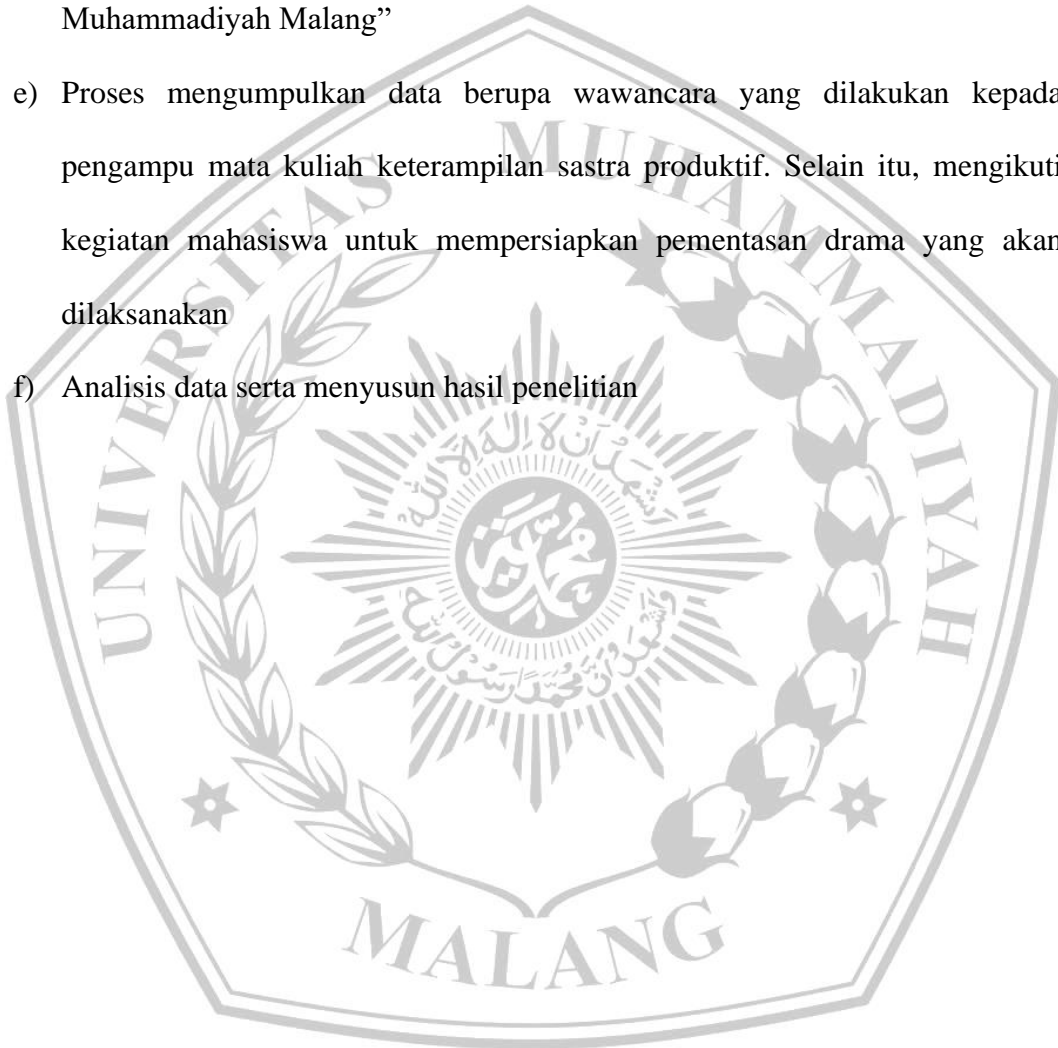 Muhammadiyah Malang”
e) Proses mengumpulkan data berupa wawancara yang dilakukan kepada
pengampu mata kuliah keterampilan sastra produktif. Selain itu, mengikuti
kegiatan mahasiswa untuk mempersiapkan pementasan drama yang akan
dilaksanakan
f) Analisis data serta menyusun hasil penelitian
UNIVERSITAS MUHAMMADIYAH
MALANG